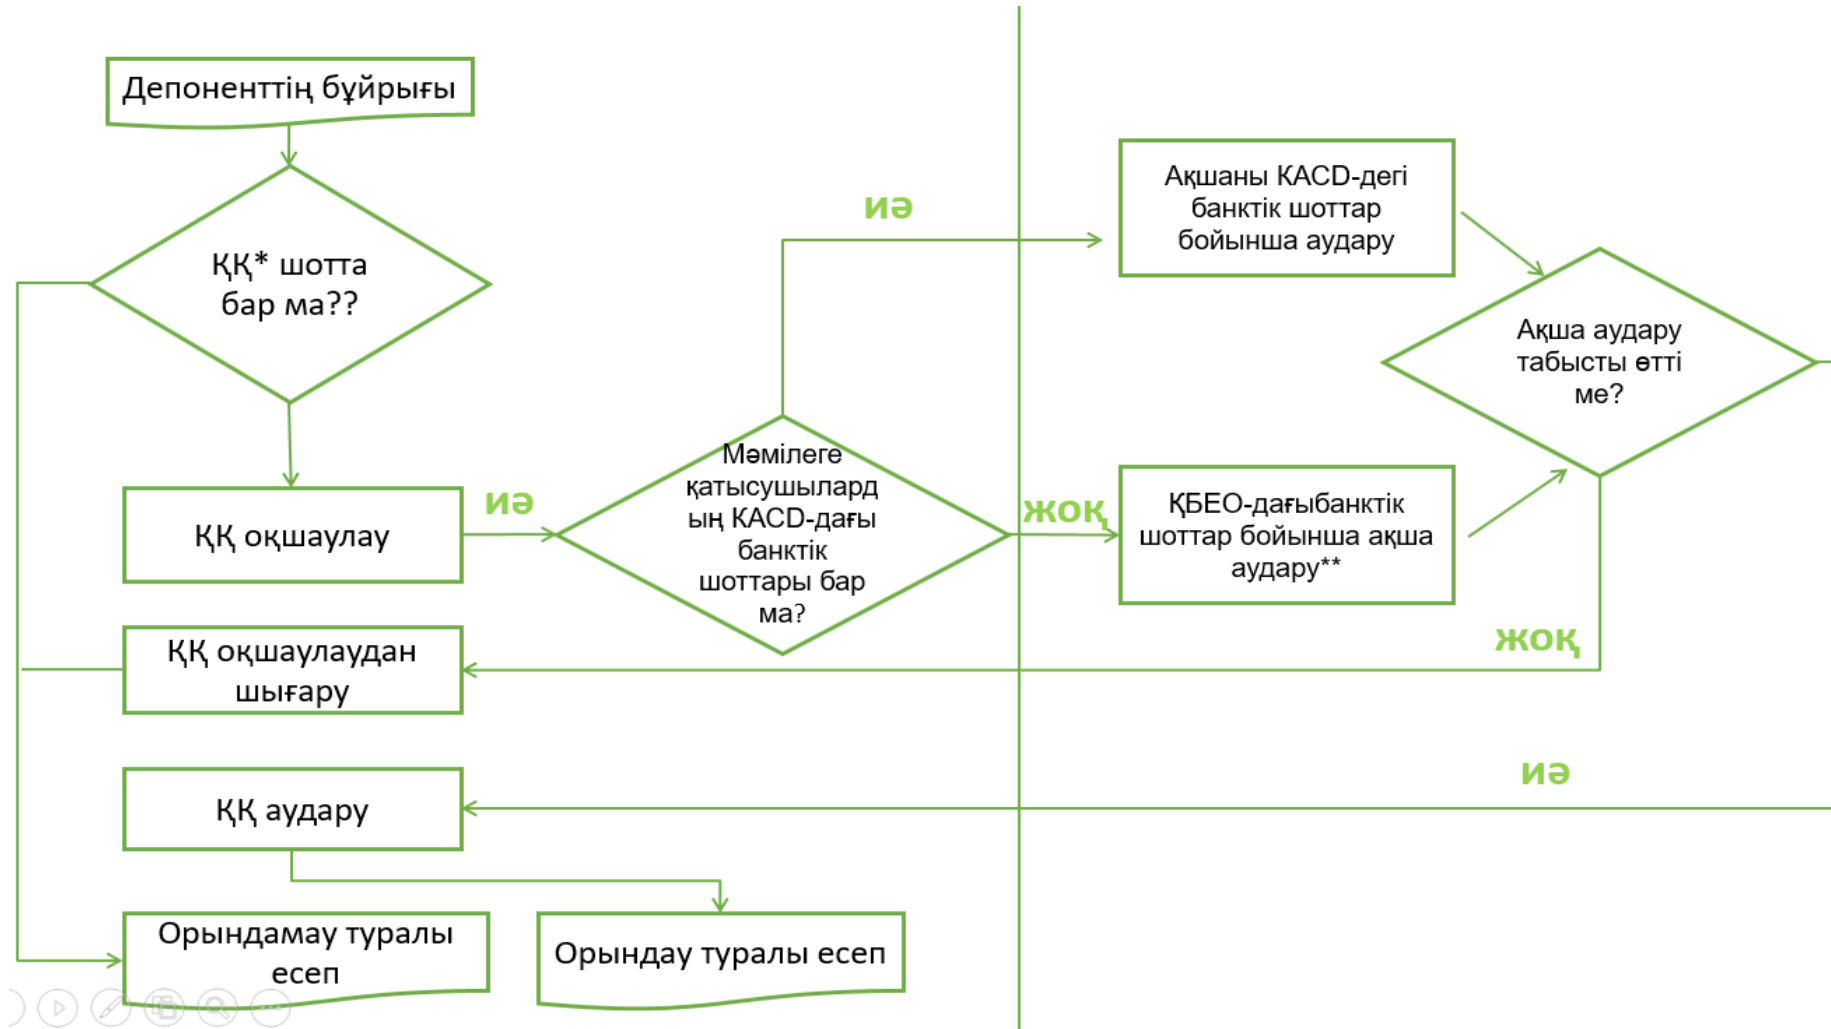 Депоненттің бұйрығы
ҚҚ* шотта
бар ма??
ҚҚ оқшаулау
иә
Мәмілеге
қатысушылард
ың КАСD-дағы
банктік
шоттары бар
ма?
иә
Ақшаны КАСD-дегі
банктік шоттар
бойынша аудару
жоқ
ҚБЕО-дағыбанктік
шоттар бойынша ақша
аудару**
Ақша аудару
табысты өтті
ме?
жоқ
ҚҚ оқшаулаудан
шығару
иә
ҚҚ аудару
Орындамау туралы
есеп
Орындау туралы есеп